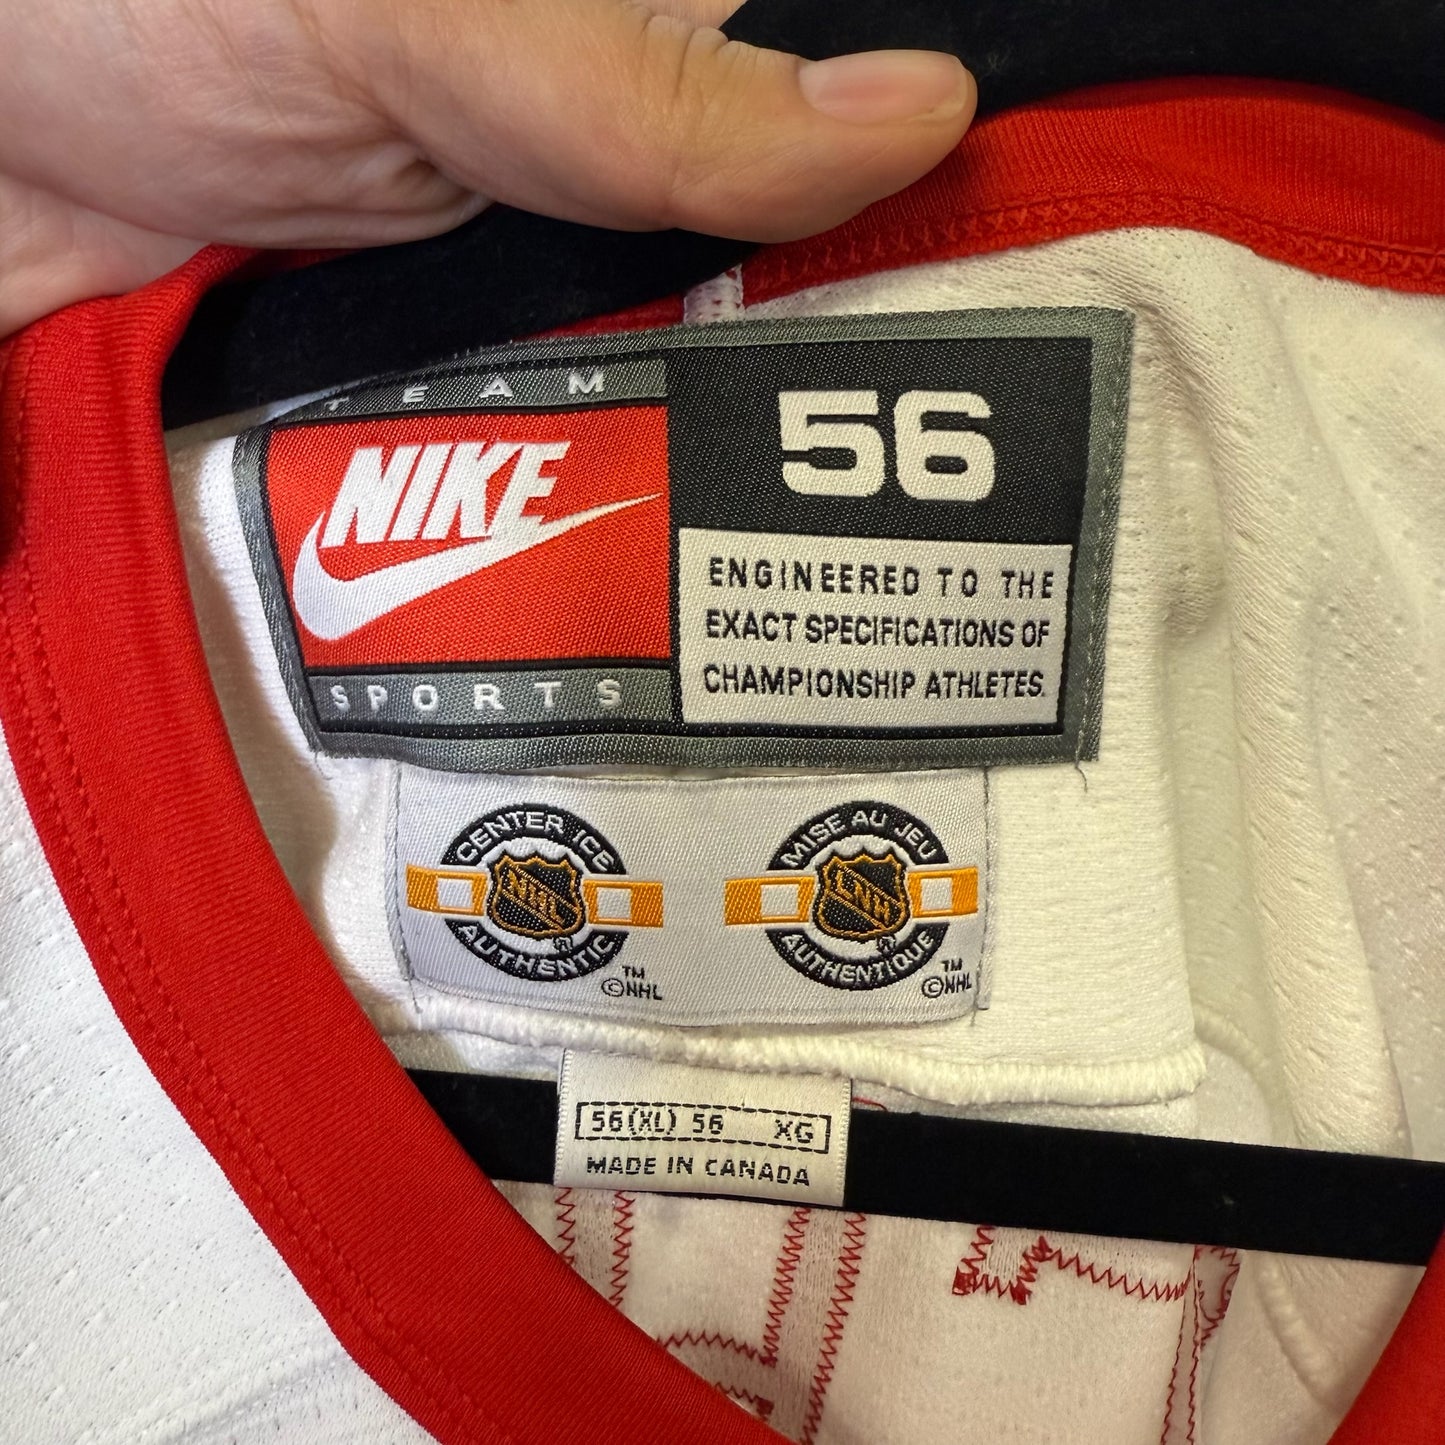 TEAM
NIKE
SPORTS
56
ENGINEERED TO THE
EXACT SPECIFICATIONS OF
CHAMPIONSHIP ATHLETES.
CENTER ICE
NHL
AUTHENTIC
TM
©NHL
MISE AU JEU
LNH
AUTHENTIQUE
TM
©NHL
56 (XL) 56 XG
MADE IN CANADA